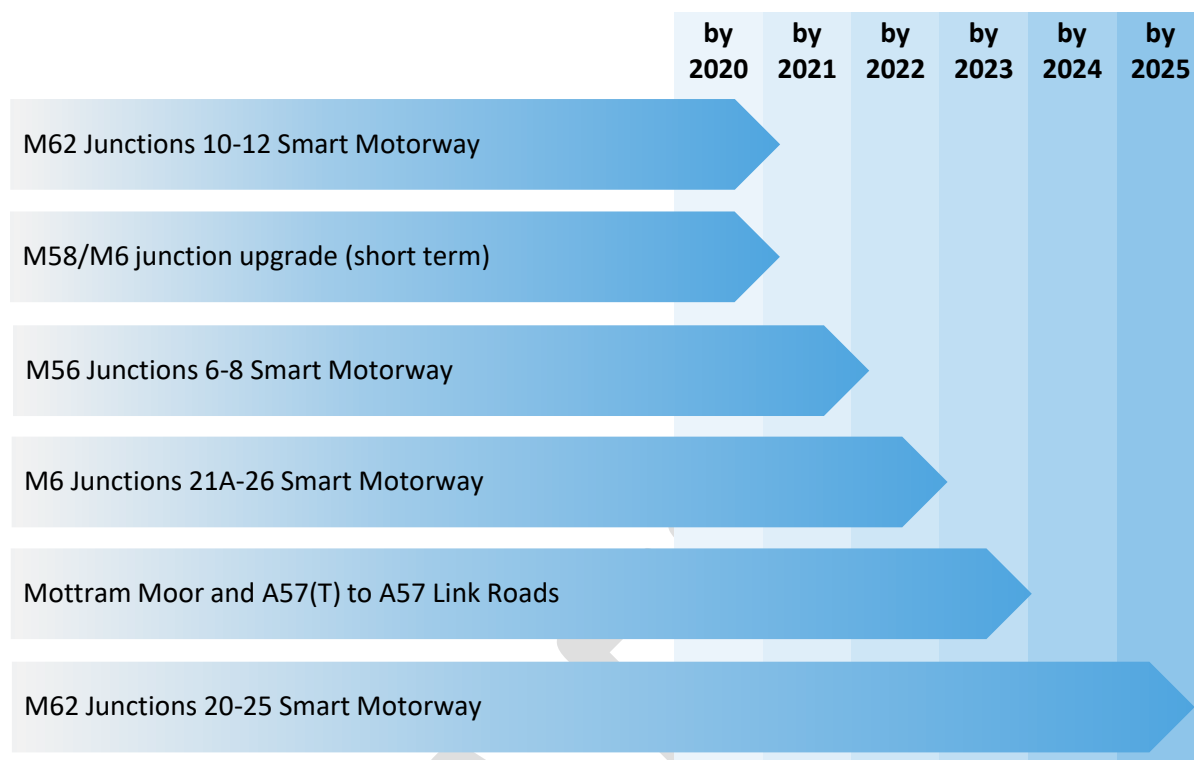 by by by by by by
2020 2021 2022 2023 2024 2025
M62 Junctions 10-12 Smart Motorway
M58/M6 junction upgrade (short term)
M56 Junctions 6-8 Smart Motorway
M6 Junctions 21A-26 Smart Motorway
Mottram Moor and A57(T) to A57 Link Roads
M62 Junctions 20-25 Smart Motorway